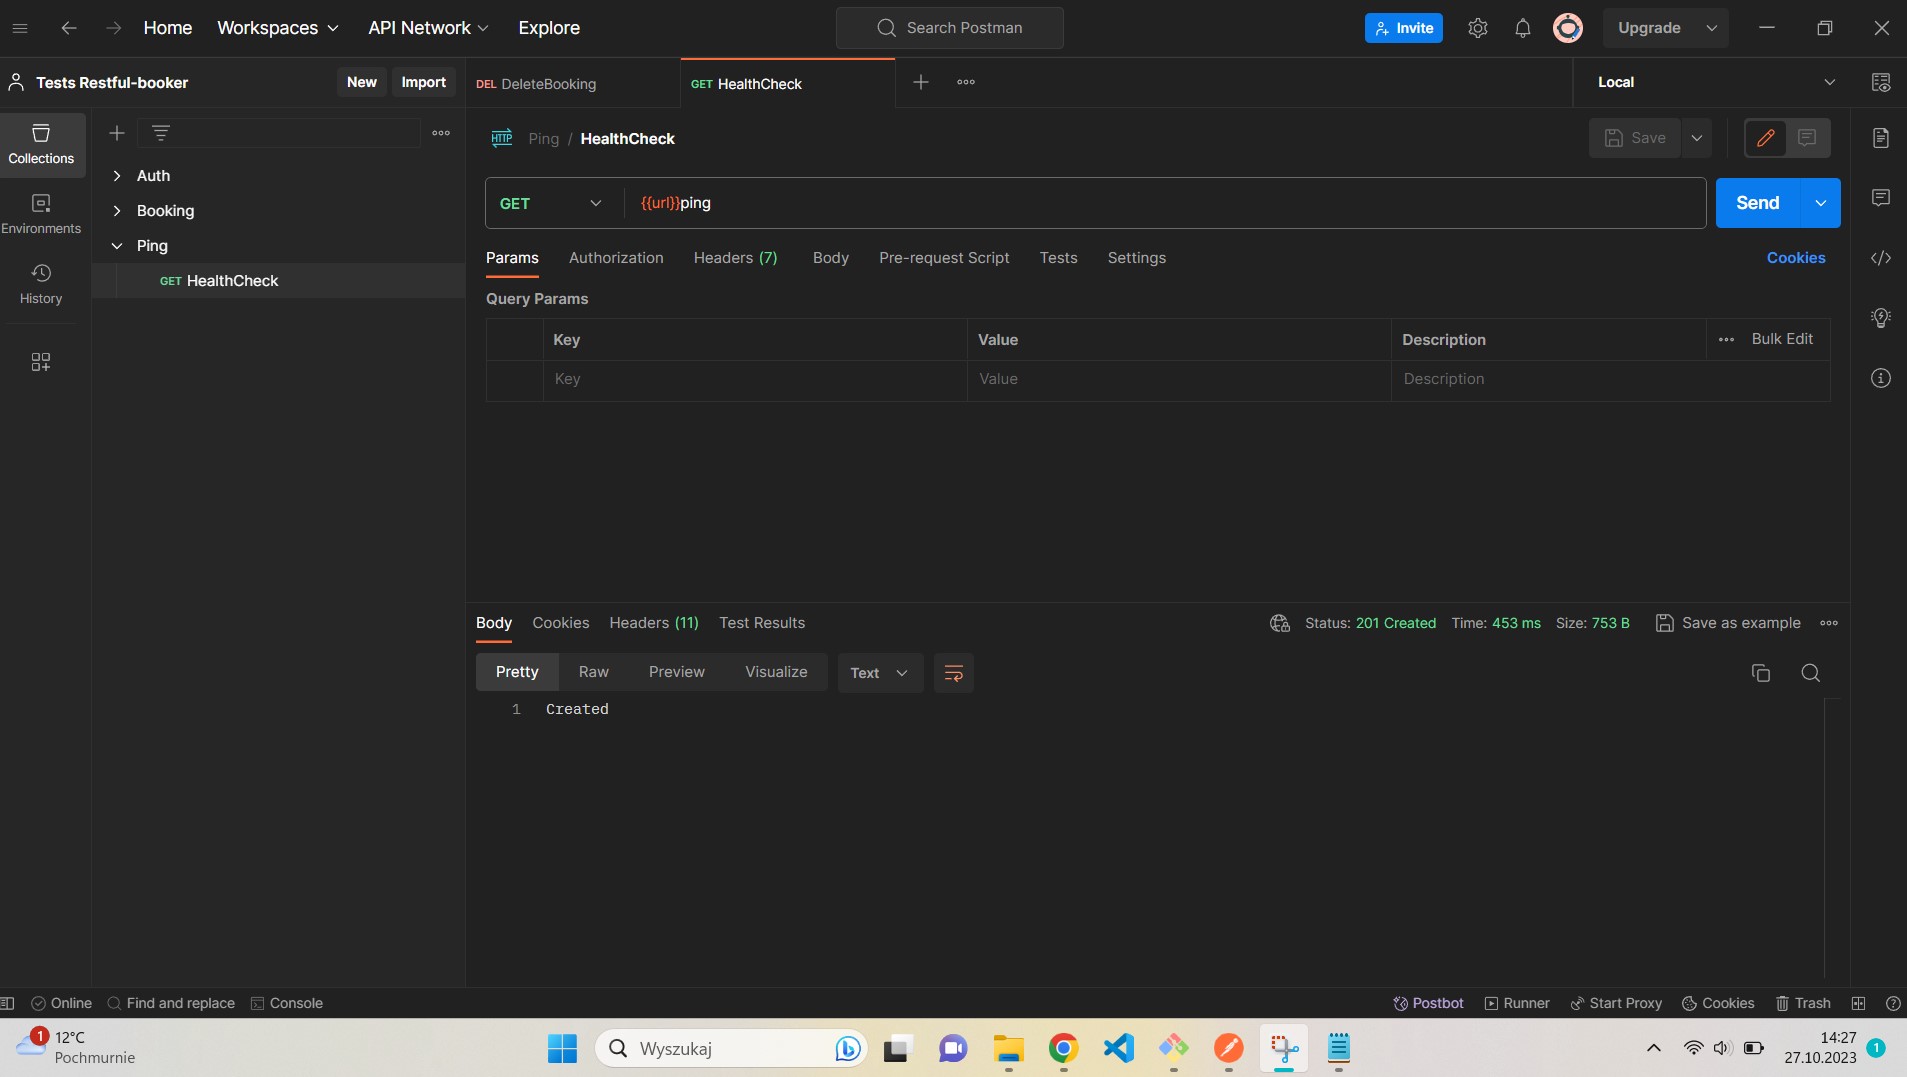 Home Workspaces API Network Explore Search Postman Invite Upgrade
Tests Restful-booker New Import DEL DeleteBooking GET HealthCheck Local
Collections
Environments
History
Auth
Booking
Ping
GET HealthCheck
HTTP Ping / HealthCheck Save
GET {{url}}ping Send
Params Authorization Headers (7) Body Pre-request Script Tests Settings Cookies
Query Params
Key Value Description Bulk Edit
Key Value Description
Body Cookies Headers (11) Test Results Status: 201 Created Time: 453 ms Size: 753 B Save as example
Pretty Raw Preview Visualize Text
1 Created
Online Find and replace Console Postbot Runner Start Proxy Cookies Trash
1 12°C
Pochmurnie
Wyszukaj
14:27
27.10.2023 1